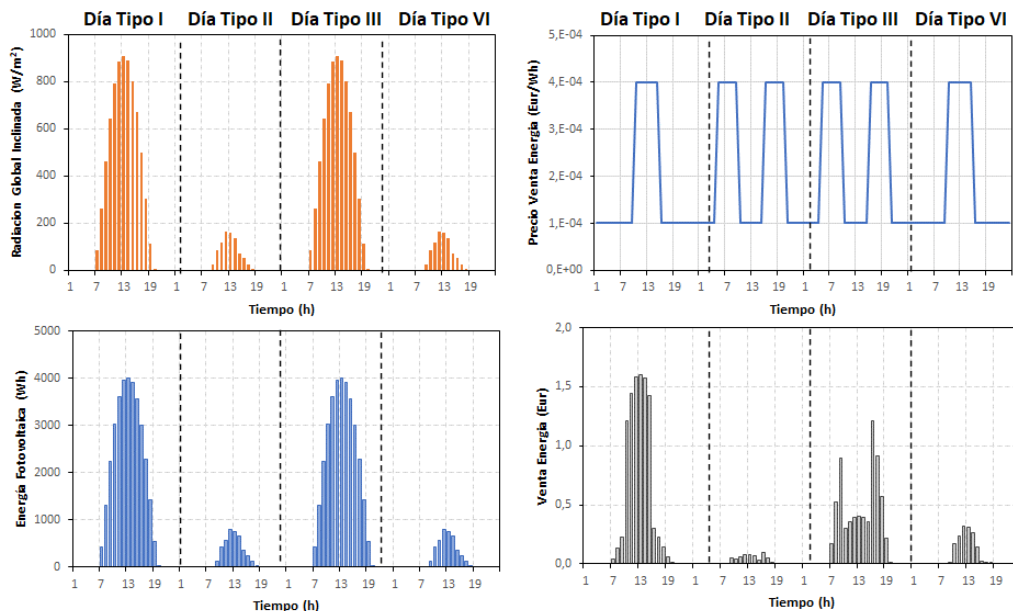 Día Tipo I Día Tipo II Día Tipo III Día Tipo VI
Radiacion Global Inclinada (W/m²)
1000
800
600
400
200
0
1 7 13 19 1 7 13 19 1 7 13 19 1 7 13 19
Tiempo (h)
Día Tipo I Día Tipo II Día Tipo III Día Tipo VI
Precio Venta Energía (Eur/Wh)
5,E-04
4,E-04
3,E-04
2,E-04
1,E-04
0,E+00
1 7 13 19 1 7 13 19 1 7 13 19 1 7 13 19
Tiempo (h)
Energía Fotovoltaica (Wh)
5000
4000
3000
2000
1000
0
1 7 13 19 1 7 13 19 1 7 13 19 1 7 13 19
Tiempo (h)
Venta Energía (Eur)
2,0
1,5
1,0
0,5
0,0
1 7 13 19 1 7 13 19 1 7 13 19 1 7 13 19
Tiempo (h)